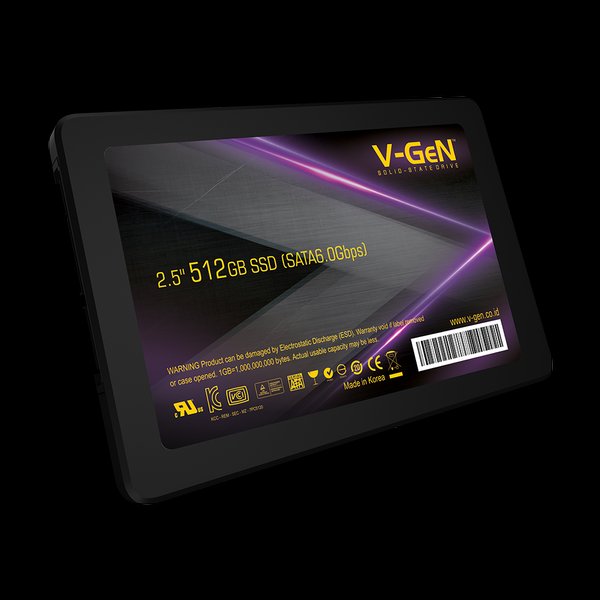 V-GeN™
SOLID-STATE DRIVE
2.5" 512GB SSD (SATA6.0Gbps)
www.v-gen.co.id
WARNING Product can be damaged by Electrostatic Discharge (ESD). Warranty void if label removed
or case opened. 1GB=1,000,000,000 bytes. Actual usable capacity may be less.
Made in Korea